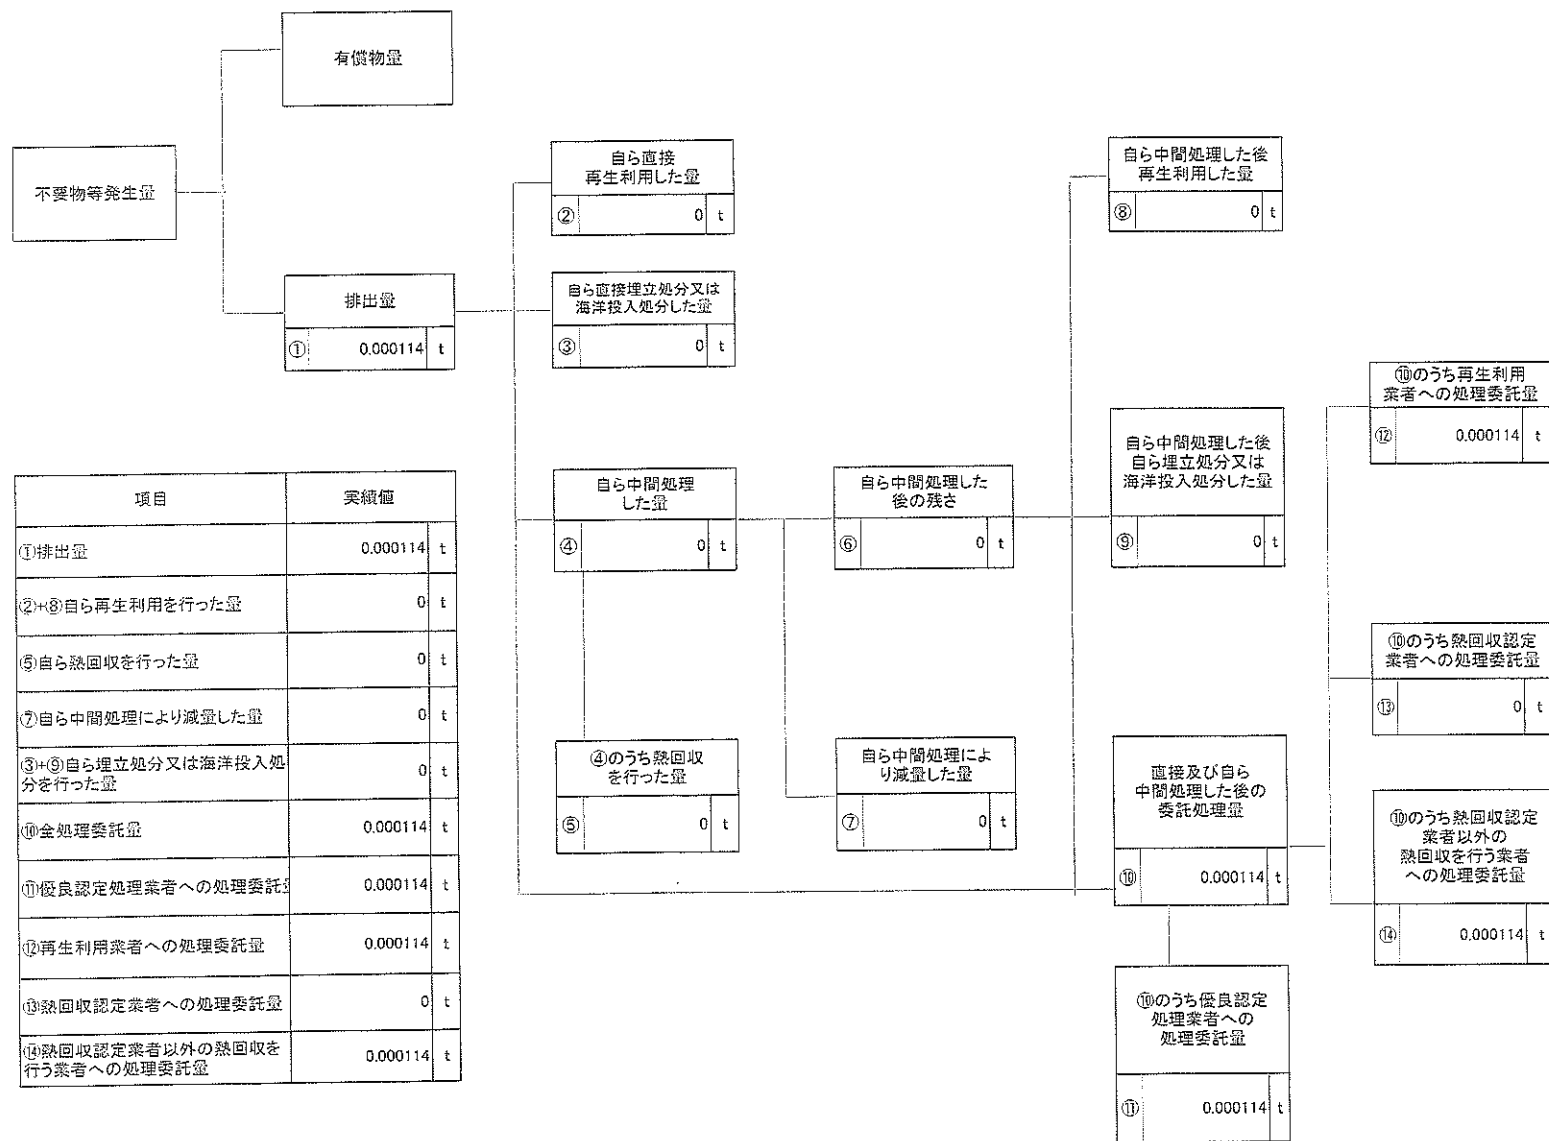 有償物量
不要物等発生量
排出量
① 0.000114 t
自ら直接
再生利用した量
② 0 t
自ら直接埋立処分又は
海洋投入処分した量
③ 0 t
自ら中間処理
した量
④ 0 t
④のうち熱回収
を行った量
⑤ 0 t
自ら中間処理した
後の残さ
⑥ 0 t
自ら中間処理によ
り減量した量
⑦ 0 t
自ら中間処理した後
再生利用した量
⑧ 0 t
自ら中間処理した後
自ら埋立処分又は
海洋投入処分した量
⑨ 0 t
直接及び自ら
中間処理した後の
委託処理量
⑩ 0.000114 t
⑩のうち優良認定
処理業者への
処理委託量
⑪ 0.000114 t
⑩のうち再生利用
業者への処理委託量
⑫ 0.000114 t
⑩のうち熱回収認定
業者への処理委託量
⑬ 0 t
⑩のうち熱回収認定
業者以外の
熱回収を行う業者
への処理委託量
⑭ 0.000114 t
項目 実績値
①排出量 0.000114 t
②+⑧自ら再生利用を行った量 0 t
⑤自ら熱回収を行った量 0 t
⑦自ら中間処理により減量した量 0 t
③+⑨自ら埋立処分又は海洋投入処
分を行った量 0 t
⑩全処理委託量 0.000114 t
⑪優良認定処理業者への処理委託 0.000114 t
⑫再生利用業者への処理委託量 0.000114 t
⑬熱回収認定業者への処理委託量 0 t
⑭熱回収認定業者以外の熱回収を
行う業者への処理委託量 0.000114 t